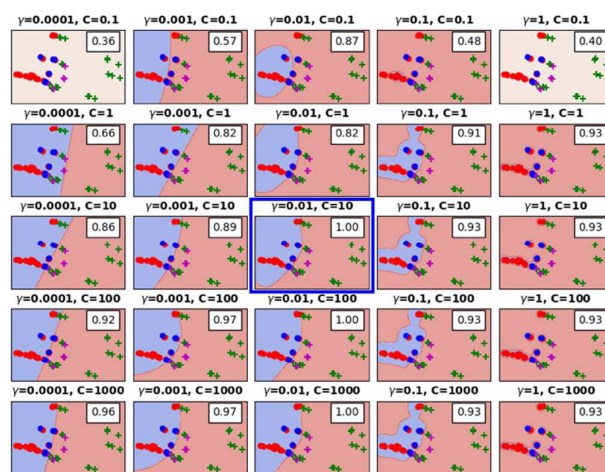 γ=0.0001, C=0.1 γ=0.001, C=0.1 γ=0.01, C=0.1 γ=0.1, C=0.1 γ=1, C=0.1
0.36 0.57 0.87 0.48 0.40
γ=0.0001, C=1 γ=0.001, C=1 γ=0.01, C=1 γ=0.1, C=1 γ=1, C=1
0.66 0.82 0.82 0.91 0.93
γ=0.0001, C=10 γ=0.001, C=10 γ=0.01, C=10 γ=0.1, C=10 γ=1, C=10
0.86 0.89 1.00 0.93 0.93
γ=0.0001, C=100 γ=0.001, C=100 γ=0.01, C=100 γ=0.1, C=100 γ=1, C=100
0.92 0.97 1.00 0.93 0.93
γ=0.0001, C=1000 γ=0.001, C=1000 γ=0.01, C=1000 γ=0.1, C=1000 γ=1, C=1000
0.96 0.97 1.00 0.93 0.93